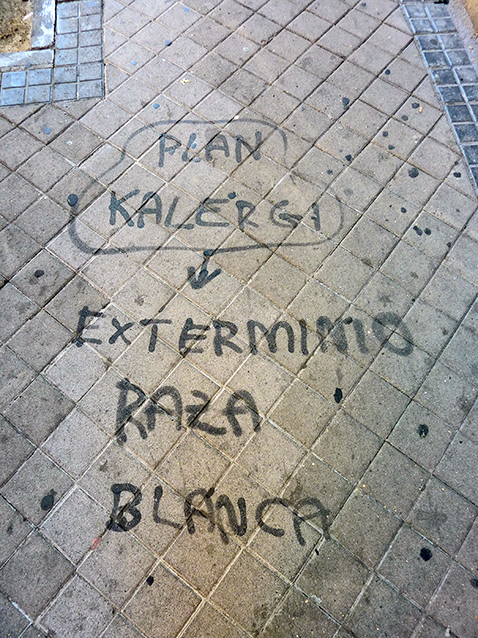 PLAN
KALERGI
EXTERMINIO
RAZA
BLANCA